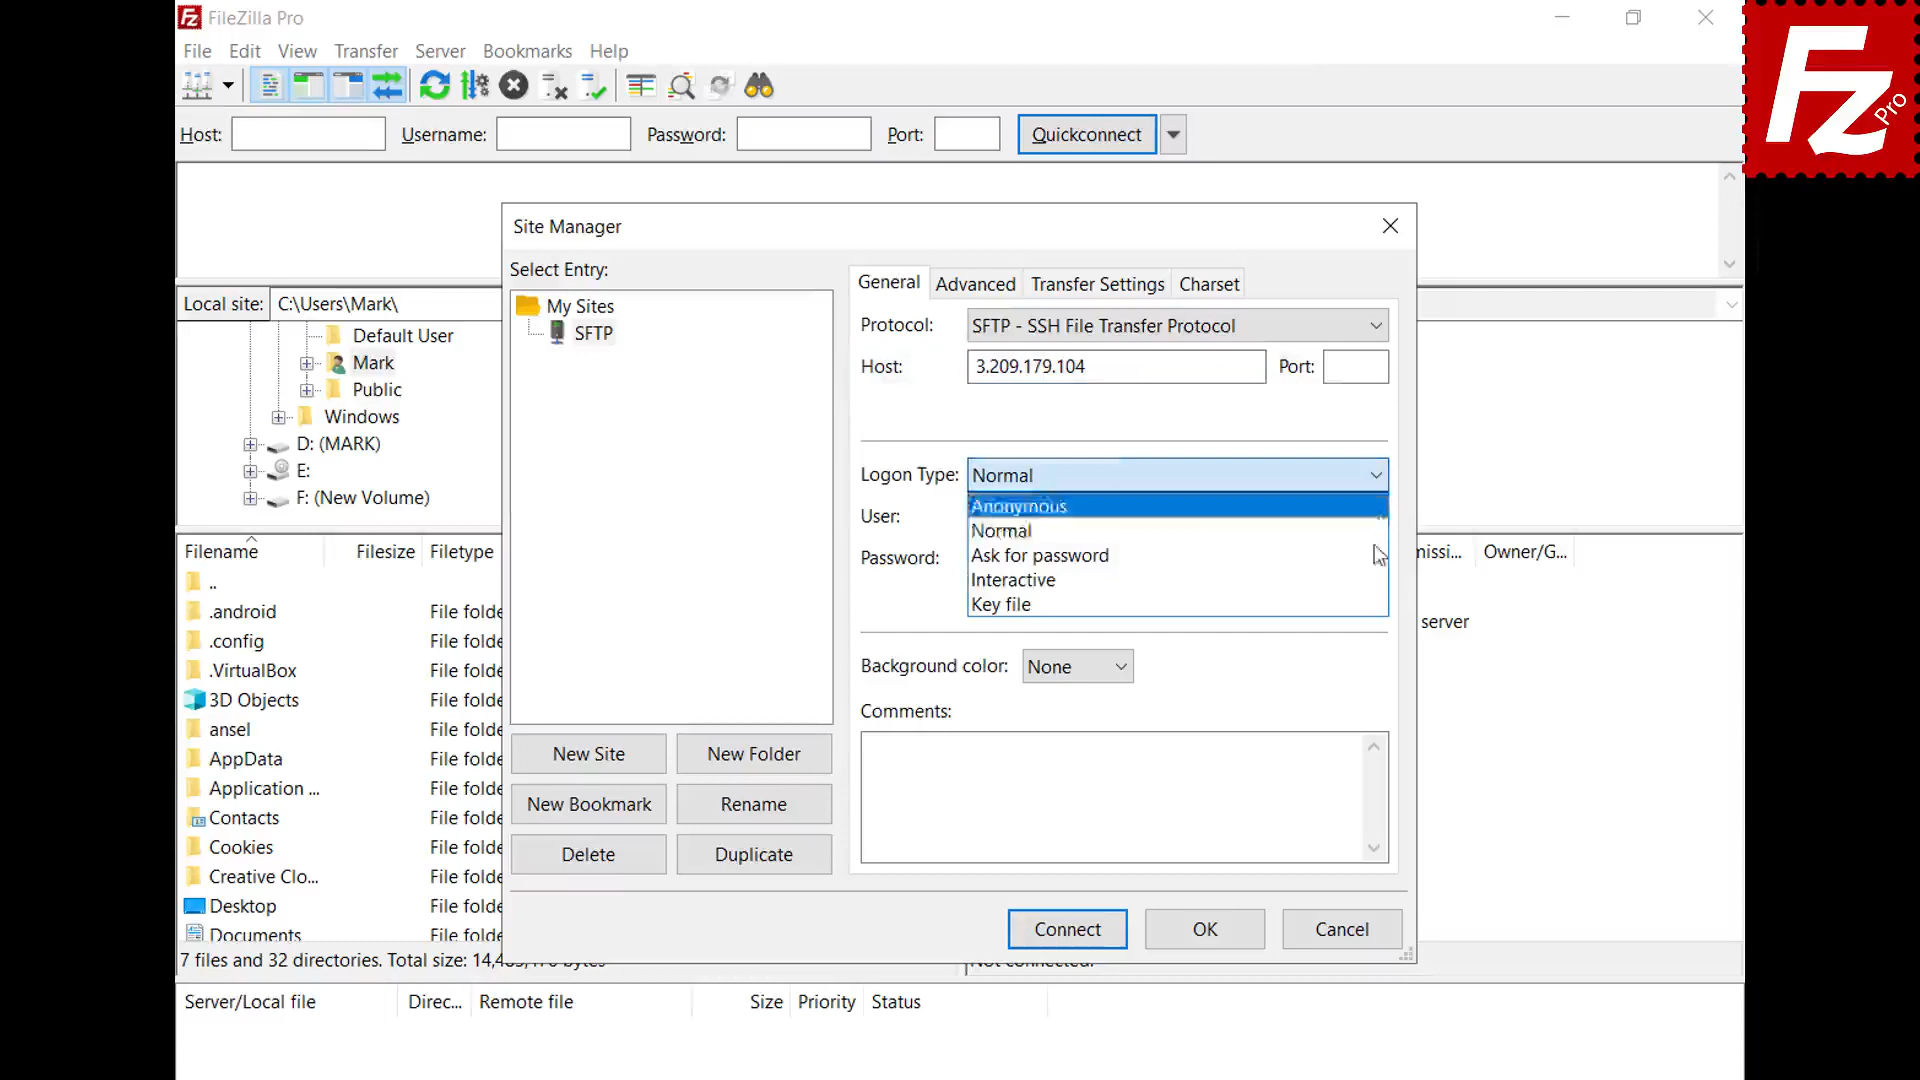 FileZilla Pro
File Edit View Transfer Server Bookmarks Help
Host: Username: Password: Port: Quickconnect
Fz Pro
Local site: C:\Users\Mark\
Default User
Mark
Public
Windows
D: (MARK)
E:
F: (New Volume)
Filename Filesize Filetype
..
.android File folde
.config File folde
.VirtualBox File folde
3D Objects File folde
ansel File folde
AppData File folde
Application ... File folde
Contacts File folde
Cookies File folde
Creative Clo... File folde
Desktop File folde
Documents File folde
7 files and 32 directories. Total size: 14,485,170 bytes
Site Manager
Select Entry:
My Sites
SFTP
New Site New Folder
New Bookmark Rename
Delete Duplicate
General Advanced Transfer Settings Charset
Protocol: SFTP - SSH File Transfer Protocol
Host: 3.209.179.104 Port:
Logon Type: Normal
User:
Password:
Anonymous
Normal
Ask for password
Interactive
Key file
Background color: None
Comments:
Connect OK Cancel
missi... Owner/G...
server
Not connected.
Server/Local file Direc... Remote file Size Priority Status